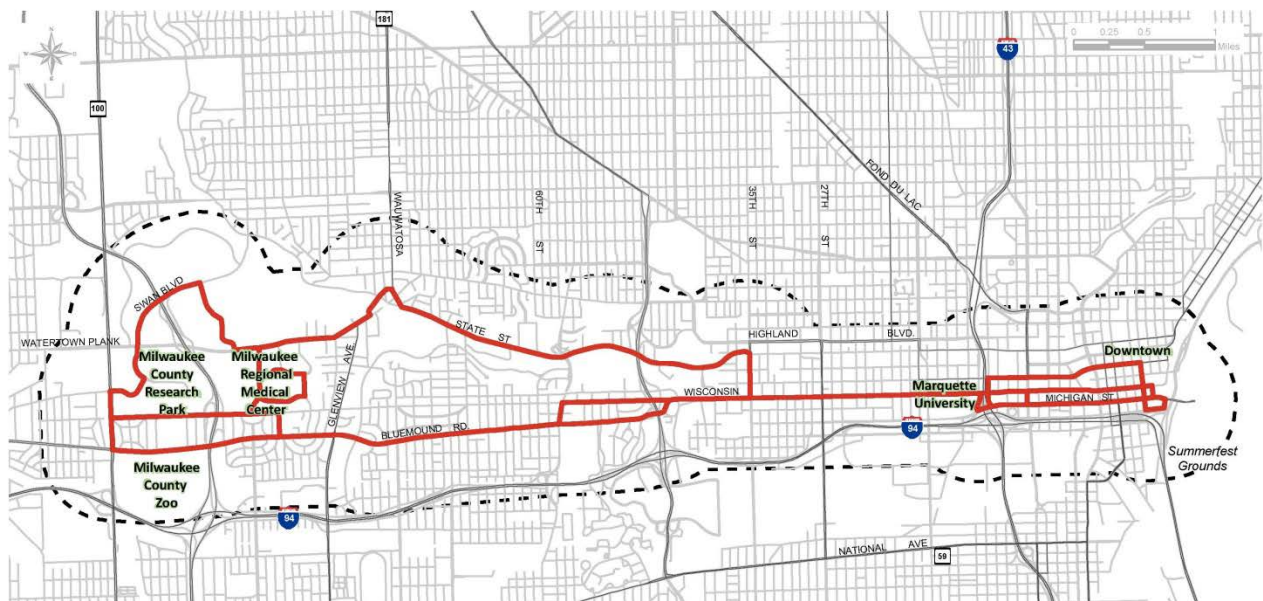 181
N
43
0 0.25 0.5 1
Miles
100
FOND DU LAC
WAUWATOSA
60TH ST
35TH ST
27TH ST
SWAN BLVD
STATE ST
HIGHLAND BLVD.
WATERTOWN PLANK
Milwaukee
County
Research
Park
Milwaukee
Regional
Medical
Center
GLENVIEW AVE.
Downtown
Marquette
University
WISCONSIN
MICHIGAN ST
BLUEMOUND RD.
94
Summerfest
Grounds
Milwaukee
County
Zoo
94
NATIONAL AVE
59